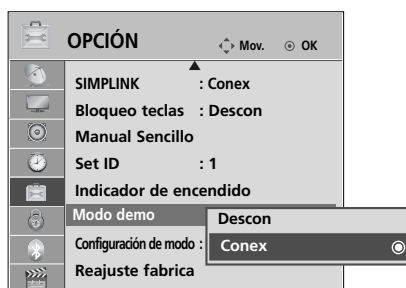 OPCIÓN Mov. OK
SIMPLINK : Conex
Bloqueo teclas : Descon
Manual Sencillo
Set ID : 1
Indicador de encendido
Modo demo
Descon
Configuración de modo :
Conex
Reajuste fabrica